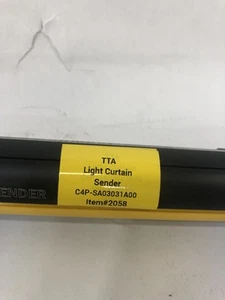 TTA
Light Curtain
Sender
C4P-SA03031A00
Item#2058
ENDER